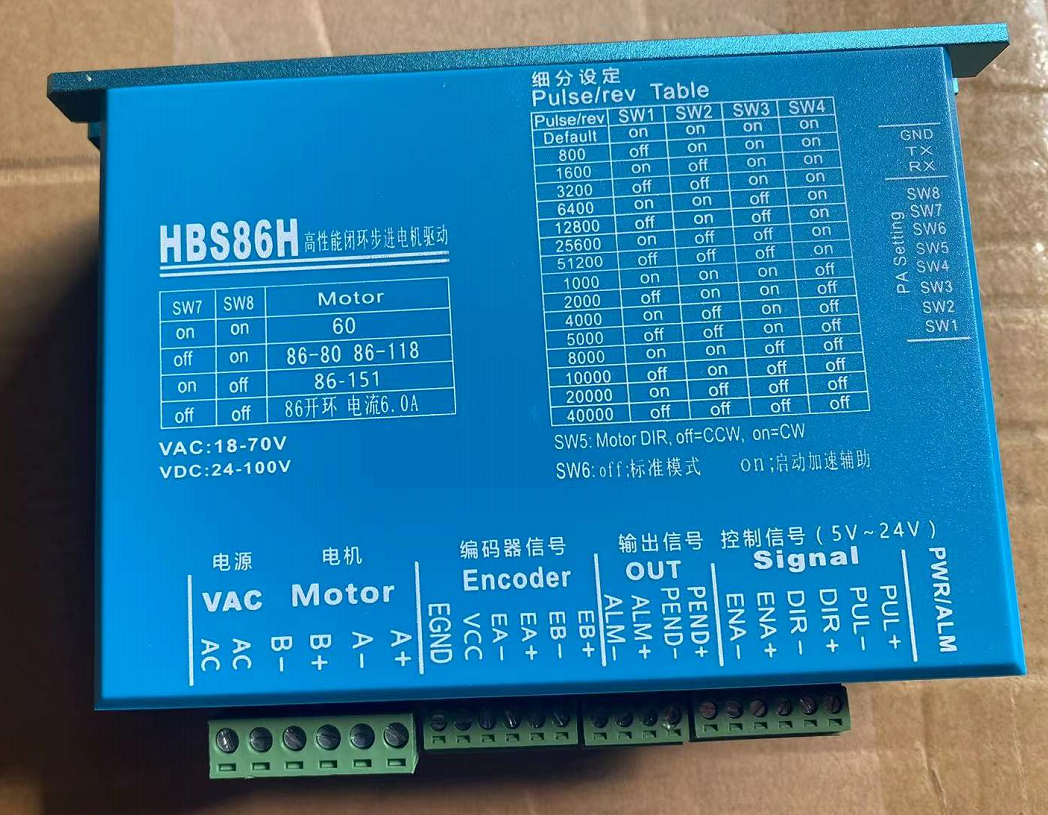 细分设定
Pulse/rev Table
Pulse/rev SW1 SW2 SW3 SW4
Default on on on on
800 off on on on
1600 on off on on
3200 off off on on
6400 on on off on
12800 off on off on
25600 on off off on
51200 off off off on
1000 on on on off
2000 off on on off
4000 on off on off
5000 off off on off
8000 on on off off
10000 off on off off
20000 on off off off
40000 off off off off
SW5: Motor DIR, off=CCW, on=CW
SW6: off;标准模式 on;启动加速辅助
GND
TX
RX
PA Setting
SW8
SW7
SW6
SW5
SW4
SW3
SW2
SW1
HBS86H 高性能闭环步进电机驱动
SW7 SW8 Motor
on on 60
off on 86-80 86-118
on off 86-151
off off 86开环 电流6.0A
VAC:18-70V
VDC:24-100V
电源 电机 编码器信号 输出信号 控制信号(5V~24V)
VAC Motor Encoder OUT Signal
AC
AC
B-
B+
A-
A+
EGND
VCC
EA-
EA+
EB-
EB+
ALM-
ALM+
PEND-
PEND+
ENA-
ENA+
DIR-
DIR+
PUL-
PUL+
PWR/ALM